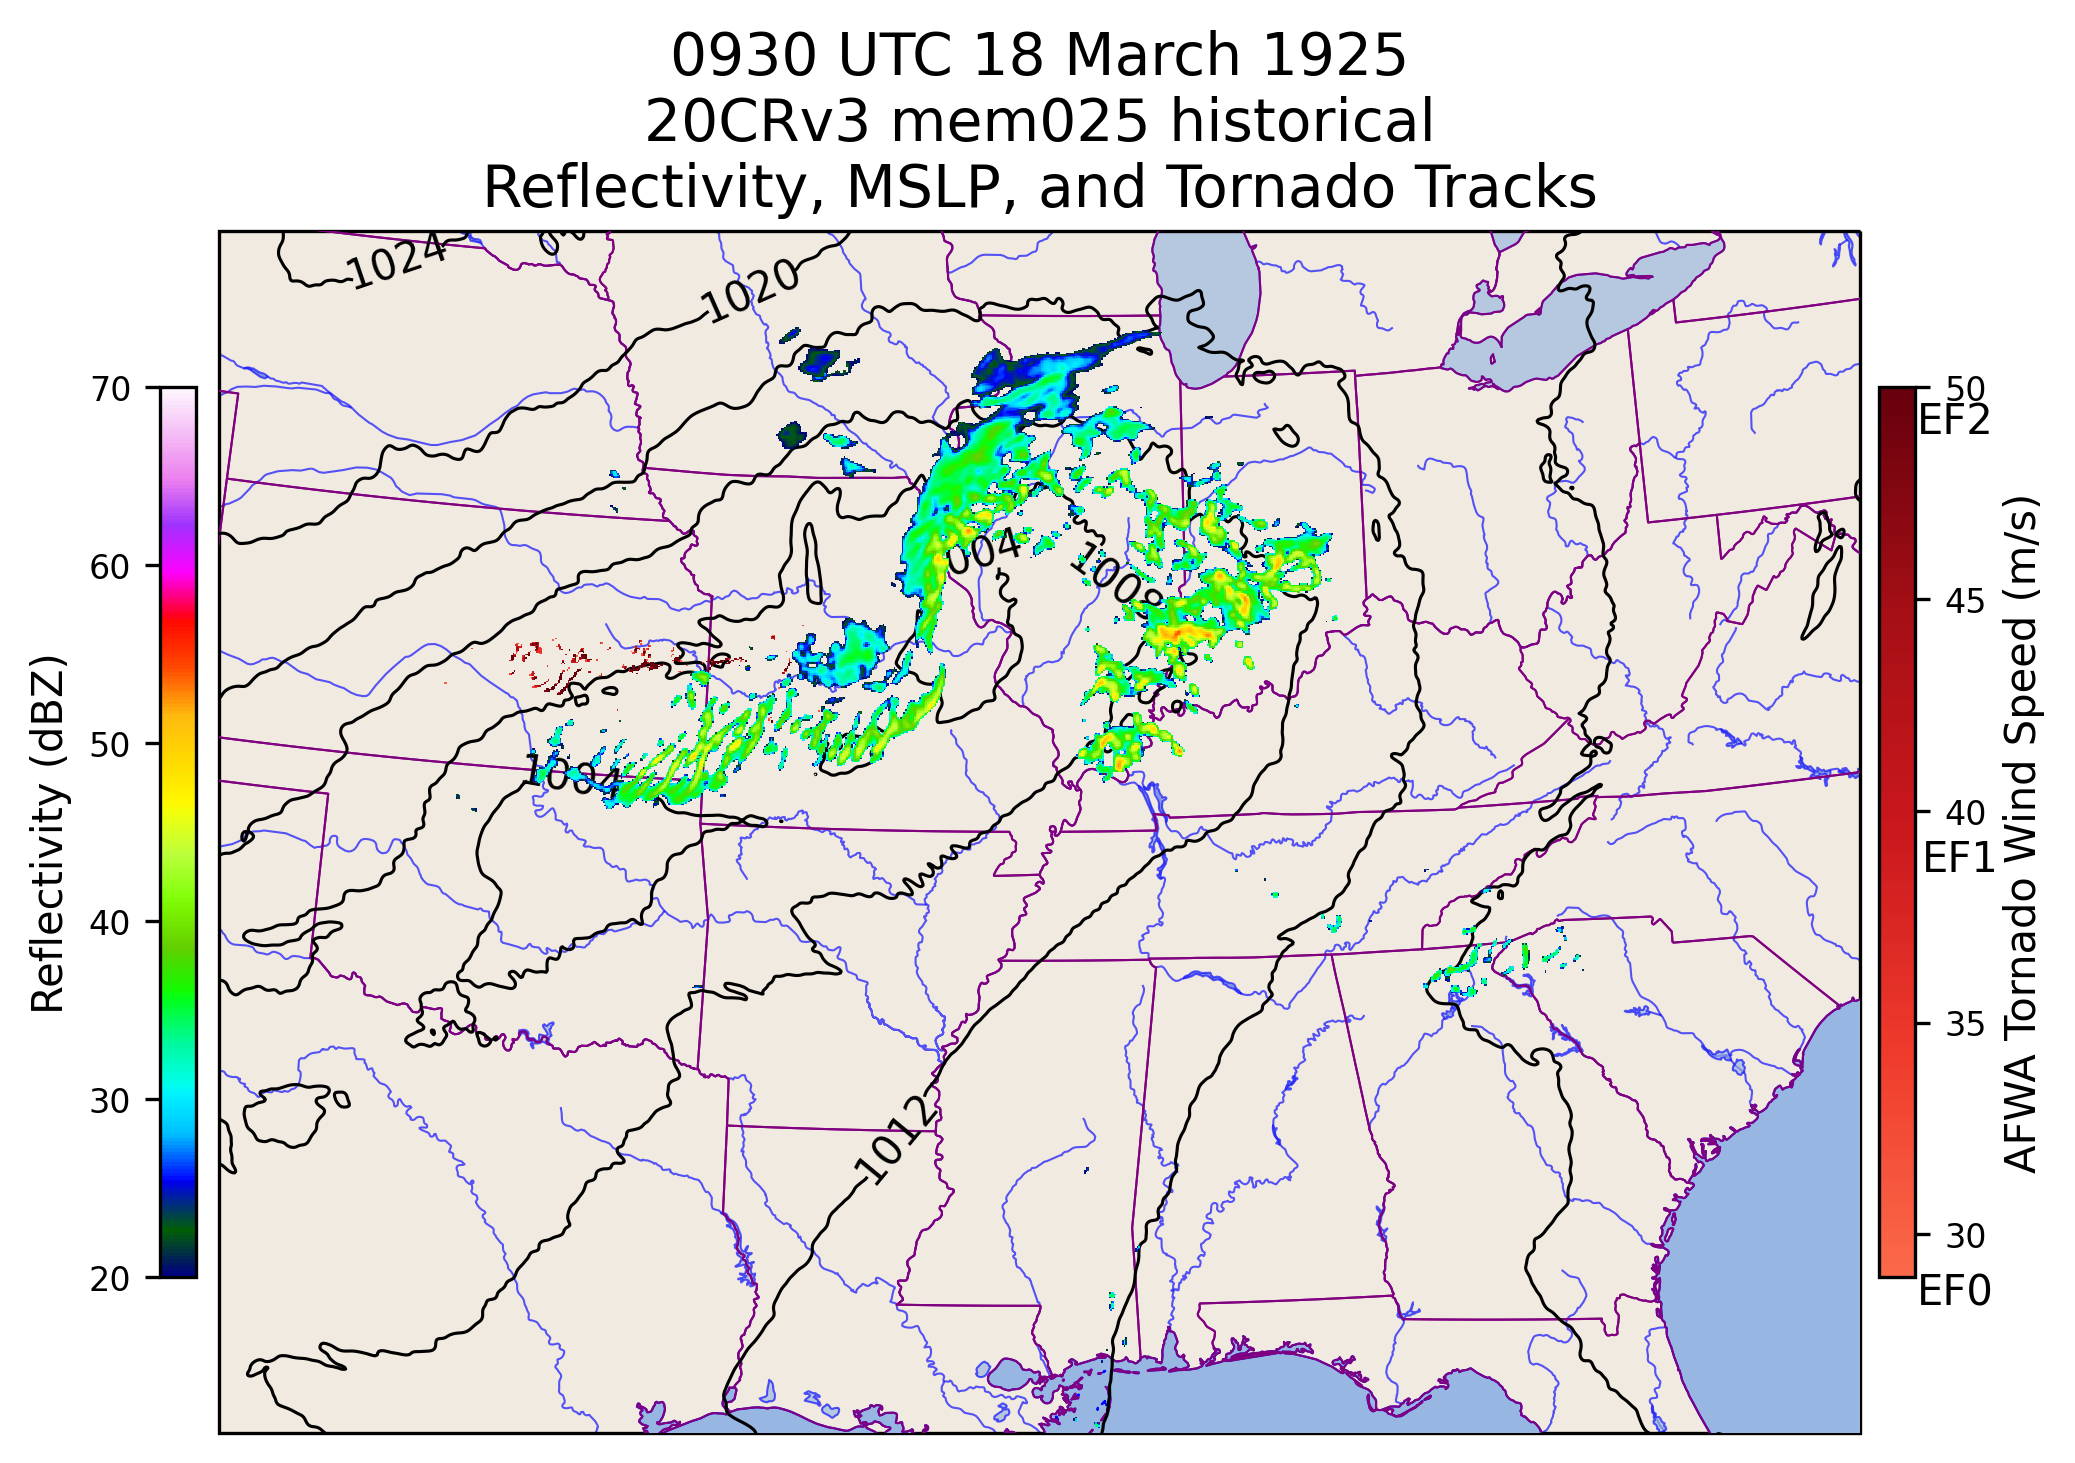 0930 UTC 18 March 1925
20CRv3 mem025 historical
Reflectivity, MSLP, and Tornado Tracks
1024
1020
1004
1008
1004
1012
Reflectivity (dBZ)
70
60
50
40
30
20
50
EF2
45
40
EF1
35
30
EF0
AFWA Tornado Wind Speed (m/s)